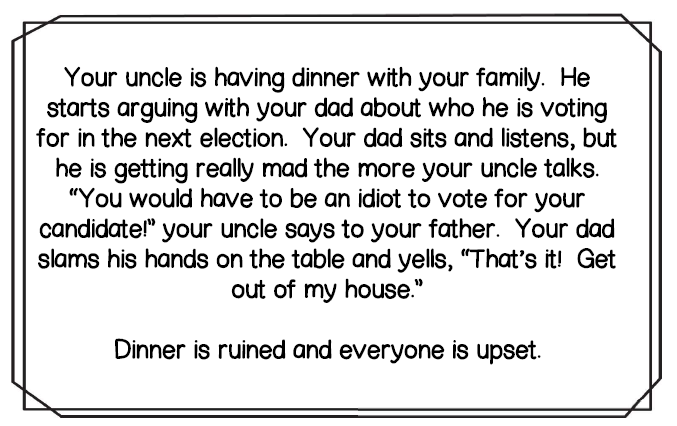 Your uncle is having dinner with your family.  He
starts arguing with your dad about who he is voting
for in the next election.  Your dad sits and listens, but
he is getting really mad the more your uncle talks.
“You would have to be an idiot to vote for your
candidate!” your uncle says to your father.  Your dad
slams his hands on the table and yells, “That’s it!  Get
out of my house.”
Dinner is ruined and everyone is upset.